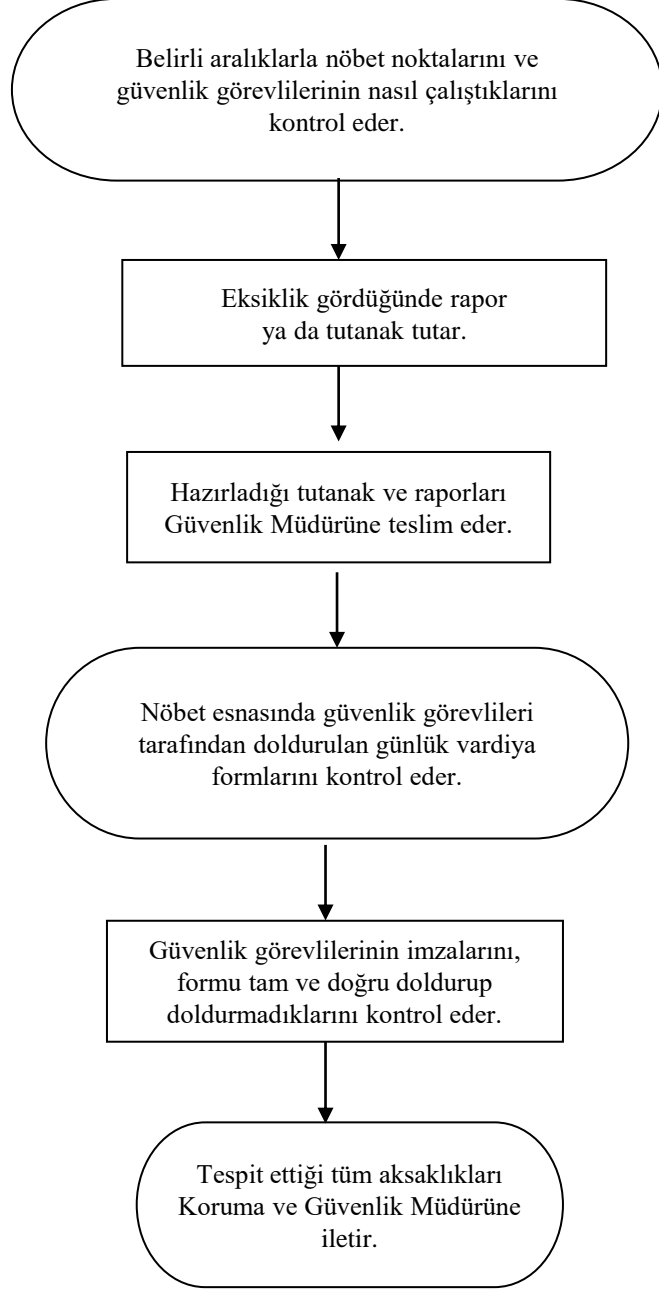 Belirli aralıklarla nöbet noktalarını ve
güvenlik görevlilerinin nasıl çalıştıklarını
kontrol eder.
Eksiklik gördüğünde rapor
ya da tutanak tutar.
Hazırladığı tutanak ve raporları
Güvenlik Müdürüne teslim eder.
Nöbet esnasında güvenlik görevlileri
tarafından doldurulan günlük vardiya
formlarını kontrol eder.
Güvenlik görevlilerinin imzalarını,
formu tam ve doğru doldurup
doldurmadıklarını kontrol eder.
Tespit ettiği tüm aksaklıkları
Koruma ve Güvenlik Müdürüne
iletir.